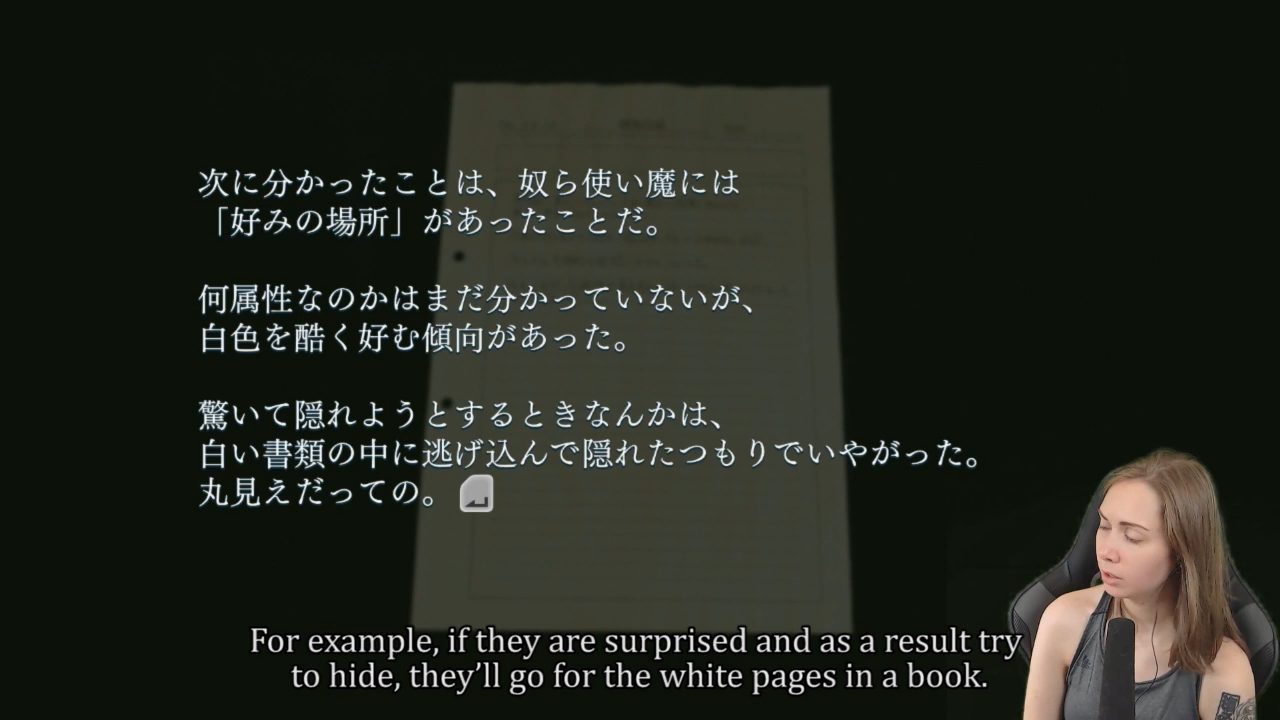 次に分かったことは、奴ら使い魔には
「好みの場所」があったことだ。
何属性なのかはまだ分かっていないが、
白色を酷く好む傾向があった。
驚いて隠れようとするときなんかは、
白い書類の中に逃げ込んで隠れたつもりでいやがった。
丸見えだっての。
For example, if they are surprised and as a result try
to hide, they’ll go for the white pages in a book.